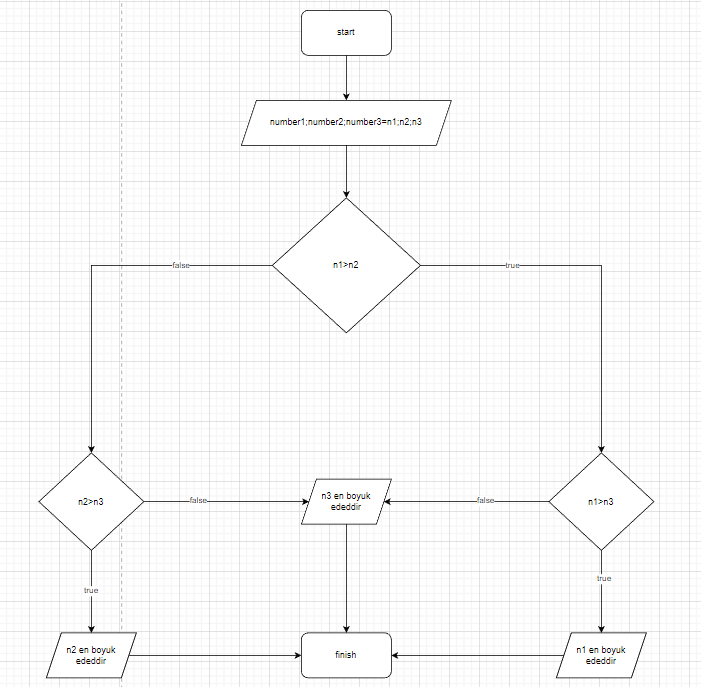 start
number1;number2;number3=n1;n2;n3
n1>n2
false
true
n2>n3
false
n3 en boyuk
ededdir
false
n1>n3
true
true
n2 en boyuk
ededdir
finish
n1 en boyuk
ededdir